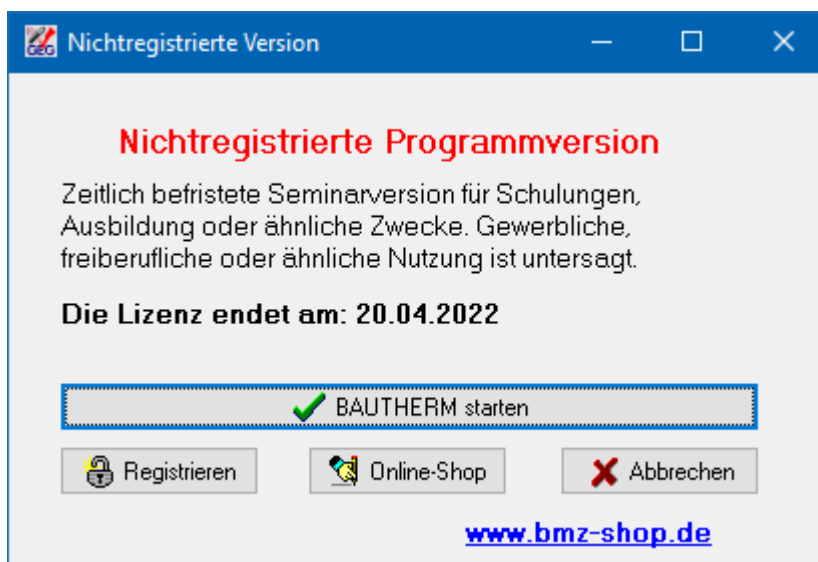 GEG Nichtregistrierte Version
Nichtregistrierte Programmversion
Zeitlich befristete Seminarversion für Schulungen,
Ausbildung oder ähnliche Zwecke. Gewerbliche,
freiberufliche oder ähnliche Nutzung ist untersagt.
Die Lizenz endet am: 20.04.2022
BAUTHERM starten
Registrieren Online-Shop Abbrechen
www.bmz-shop.de